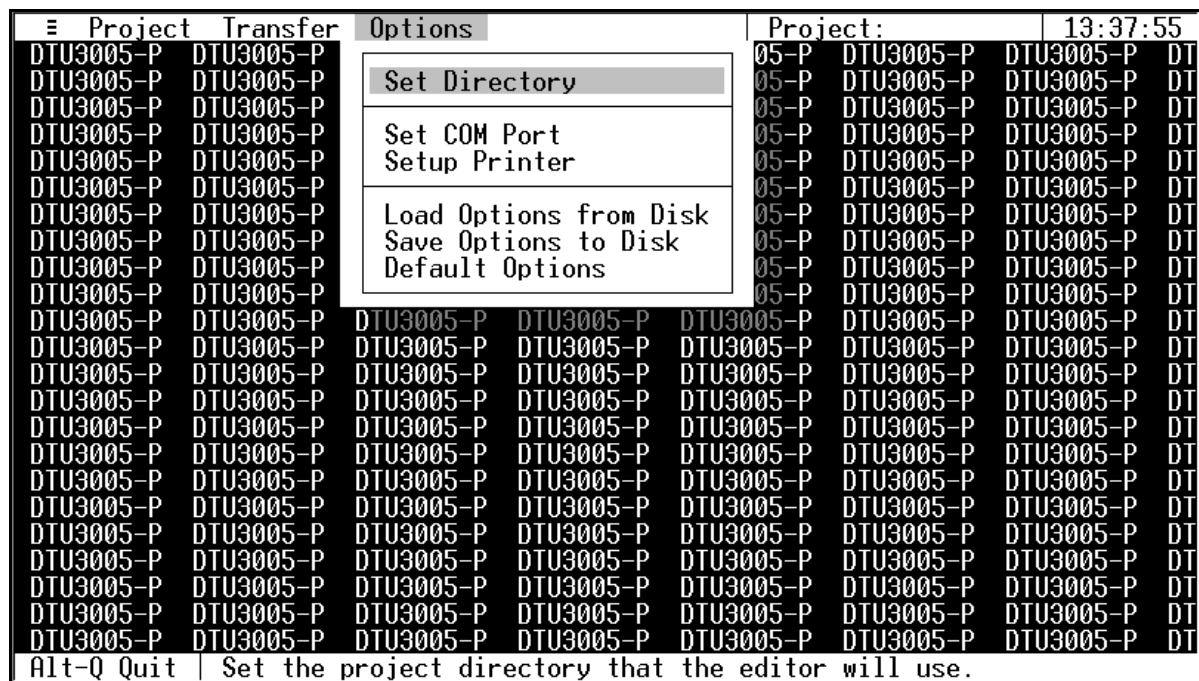 ≡ Project Transfer Options Project: 13:37:55
DTU3005-P DTU3005-P 05-P DTU3005-P DTU3005-P DT
DTU3005-P DTU3005-P Set Directory 05-P DTU3005-P DTU3005-P DT
DTU3005-P DTU3005-P 05-P DTU3005-P DTU3005-P DT
DTU3005-P DTU3005-P Set COM Port 05-P DTU3005-P DTU3005-P DT
DTU3005-P DTU3005-P Setup Printer 05-P DTU3005-P DTU3005-P DT
DTU3005-P DTU3005-P 05-P DTU3005-P DTU3005-P DT
DTU3005-P DTU3005-P Load Options from Disk 05-P DTU3005-P DTU3005-P DT
DTU3005-P DTU3005-P Save Options to Disk 05-P DTU3005-P DTU3005-P DT
DTU3005-P DTU3005-P Default Options 05-P DTU3005-P DTU3005-P DT
DTU3005-P DTU3005-P 05-P DTU3005-P DTU3005-P DT
DTU3005-P DTU3005-P DTU3005-P DTU3005-P DTU3005-P DTU3005-P DTU3005-P DT
DTU3005-P DTU3005-P DTU3005-P DTU3005-P DTU3005-P DTU3005-P DTU3005-P DT
DTU3005-P DTU3005-P DTU3005-P DTU3005-P DTU3005-P DTU3005-P DTU3005-P DT
DTU3005-P DTU3005-P DTU3005-P DTU3005-P DTU3005-P DTU3005-P DTU3005-P DT
DTU3005-P DTU3005-P DTU3005-P DTU3005-P DTU3005-P DTU3005-P DTU3005-P DT
DTU3005-P DTU3005-P DTU3005-P DTU3005-P DTU3005-P DTU3005-P DTU3005-P DT
DTU3005-P DTU3005-P DTU3005-P DTU3005-P DTU3005-P DTU3005-P DTU3005-P DT
DTU3005-P DTU3005-P DTU3005-P DTU3005-P DTU3005-P DTU3005-P DTU3005-P DT
DTU3005-P DTU3005-P DTU3005-P DTU3005-P DTU3005-P DTU3005-P DTU3005-P DT
DTU3005-P DTU3005-P DTU3005-P DTU3005-P DTU3005-P DTU3005-P DTU3005-P DT
DTU3005-P DTU3005-P DTU3005-P DTU3005-P DTU3005-P DTU3005-P DTU3005-P DT
DTU3005-P DTU3005-P DTU3005-P DTU3005-P DTU3005-P DTU3005-P DTU3005-P DT
DTU3005-P DTU3005-P DTU3005-P DTU3005-P DTU3005-P DTU3005-P DTU3005-P DT
Alt-Q Quit | Set the project directory that the editor will use.